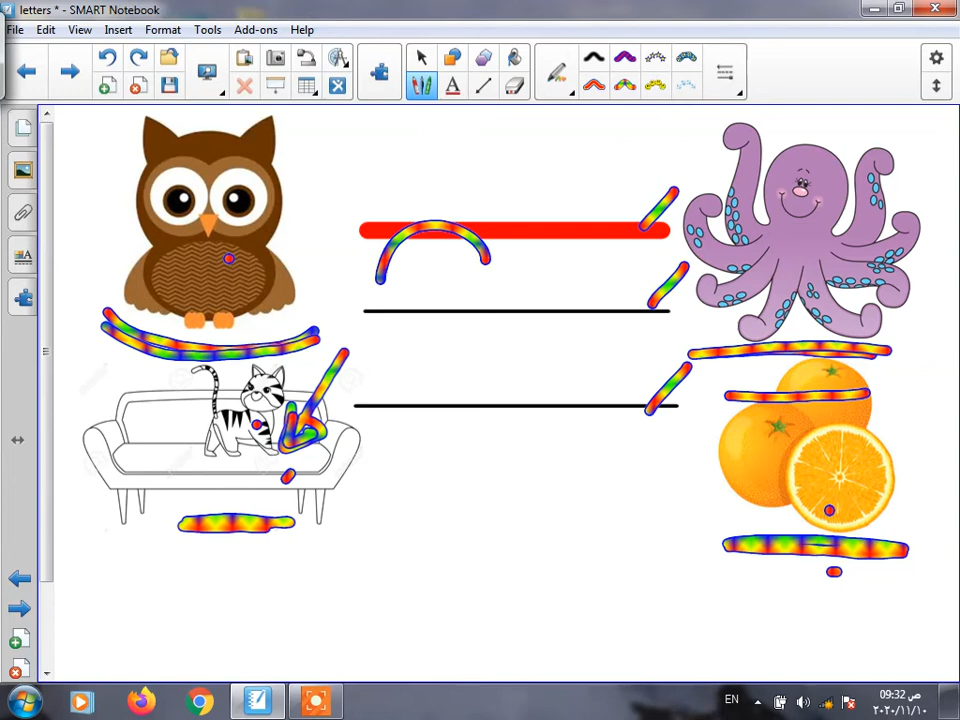 letters * - SMART Notebook
File Edit View Insert Format Tools Add-ons Help
A
EN
09:32 ص
٢٠٢٠/١١/١٠